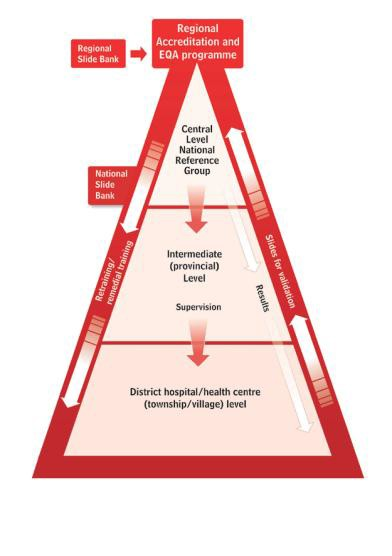 Regional
Accreditation and
EQA programme
Regional
Slide Bank
Central
Level
National
Reference
Group
National
Slide
Bank
Retraining/
remedial training
Slides for validation
Results
Intermediate
(provincial)
Level
Supervision
District hospital/health centre
(township/village) level